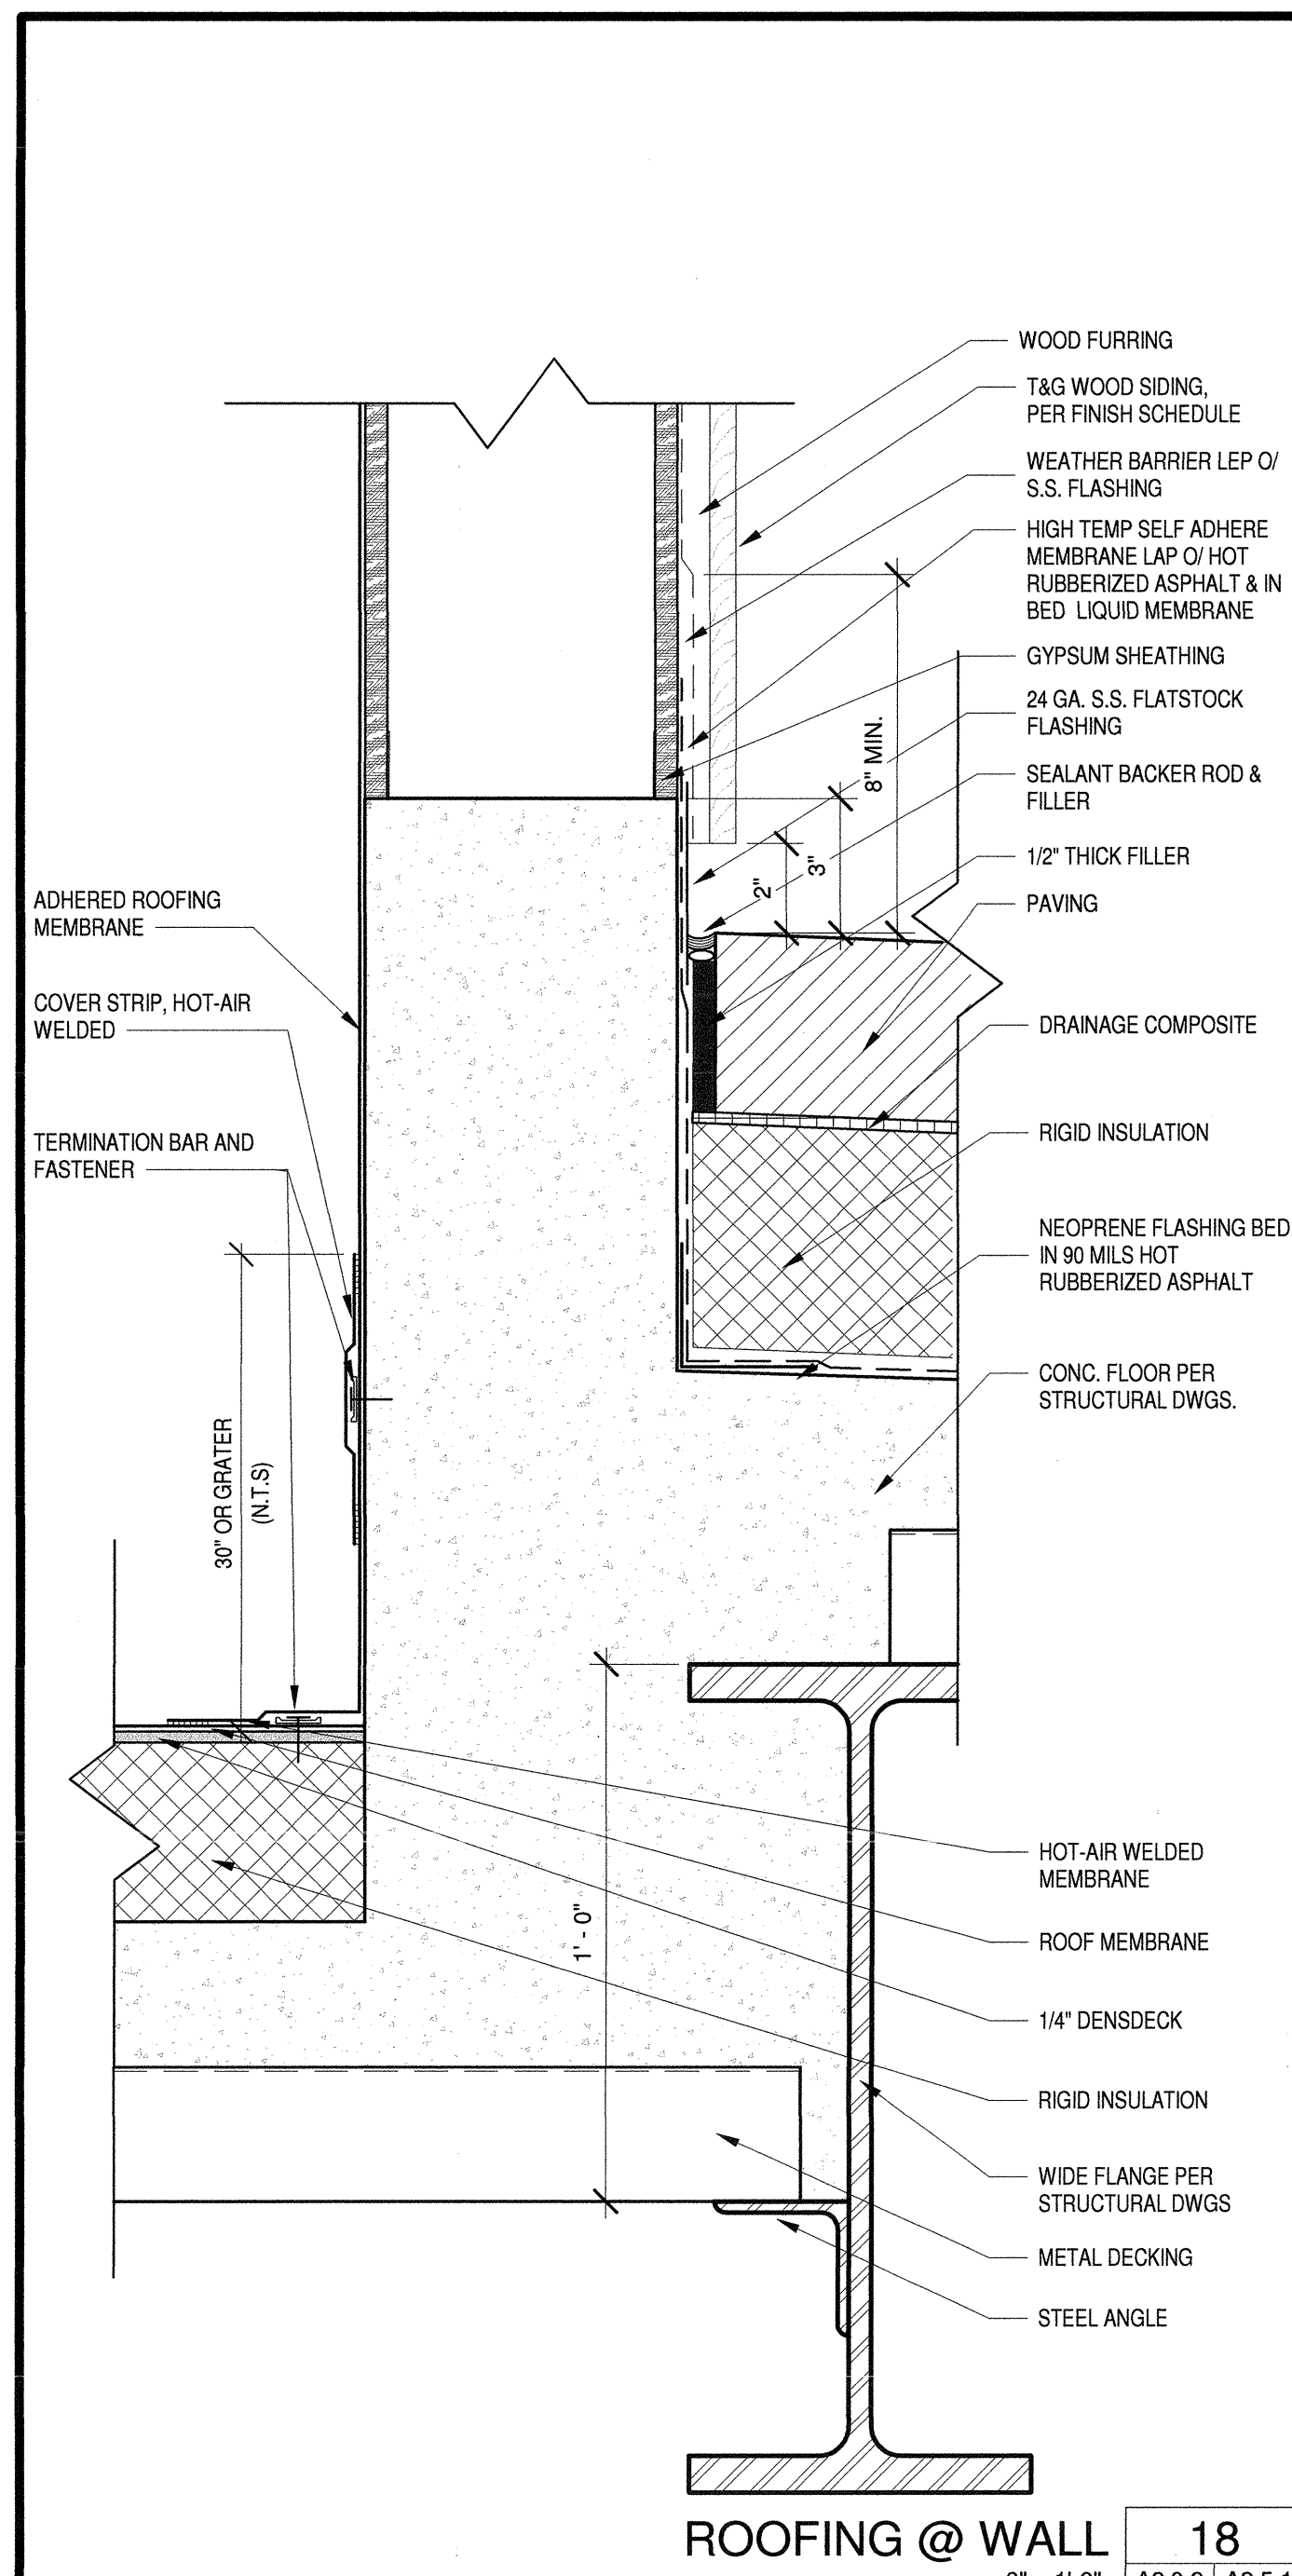 WOOD FURRING
T&G WOOD SIDING,
PER FINISH SCHEDULE
WEATHER BARRIER LEP O/
S.S. FLASHING
HIGH TEMP SELF ADHERE
MEMBRANE LAP O/ HOT
RUBBERIZED ASPHALT & IN
BED LIQUID MEMBRANE
GYPSUM SHEATHING
24 GA. S.S. FLATSTOCK
FLASHING
SEALANT BACKER ROD &
FILLER
1/2" THICK FILLER
PAVING
DRAINAGE COMPOSITE
RIGID INSULATION
NEOPRENE FLASHING BED
IN 90 MILS HOT
RUBBERIZED ASPHALT
CONC. FLOOR PER
STRUCTURAL DWGS.
8" MIN.
3"
2"
ADHERED ROOFING
MEMBRANE
COVER STRIP, HOT-AIR
WELDED
TERMINATION BAR AND
FASTENER
30" OR GRATER
(N.T.S)
1' - 0"
HOT-AIR WELDED
MEMBRANE
ROOF MEMBRANE
1/4" DENSDECK
RIGID INSULATION
WIDE FLANGE PER
STRUCTURAL DWGS
METAL DECKING
STEEL ANGLE
ROOFING @ WALL
18